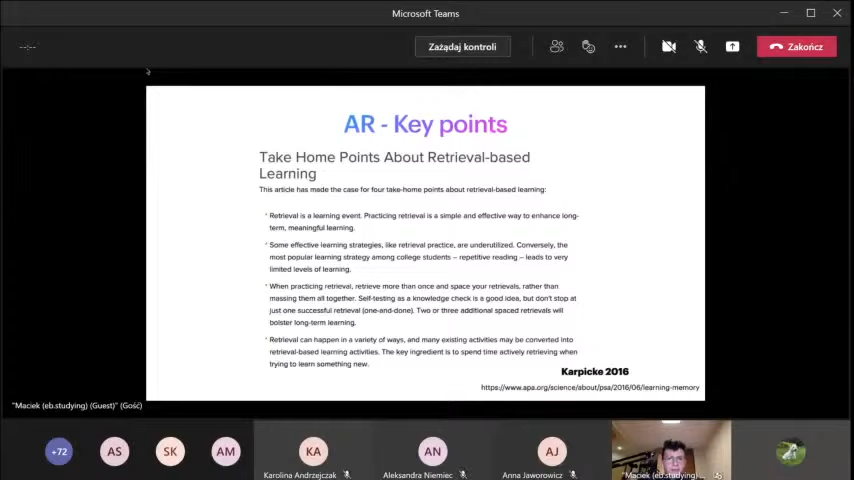 Microsoft Teams
--:--
Zażądaj kontroli
Zakończ
AR - Key points
Take Home Points About Retrieval-based
Learning
This article has made the case for four take-home points about retrieval-based learning:
* Retrieval is a learning event. Practicing retrieval is a simple and effective way to enhance long-
term, meaningful learning.
* Some effective learning strategies, like retrieval practice, are underutilized. Conversely, the
most popular learning strategy among college students – repetitive reading – leads to very
limited levels of learning.
* When practicing retrieval, retrieve more than once and space your retrievals, rather than
massing them all together. Self-testing as a knowledge check is a good idea, but don't stop at
just one successful retrieval (one-and-done). Two or three additional spaced retrievals will
bolster long-term learning.
* Retrieval can happen in a variety of ways, and many existing activities may be converted into
retrieval-based learning activities. The key ingredient is to spend time actively retrieving when
trying to learn something new.
Karpicke 2016
https://www.apa.org/science/about/psa/2016/06/learning-memory
"Maciek (eb.studying) (Guest)" (Gość)
+72
AS
SK
AM
KA
AN
AJ
Karolina Andrzejczak
Aleksandra Niemiec
Anna Jaworowicz
"Maciek (eb.studying)...